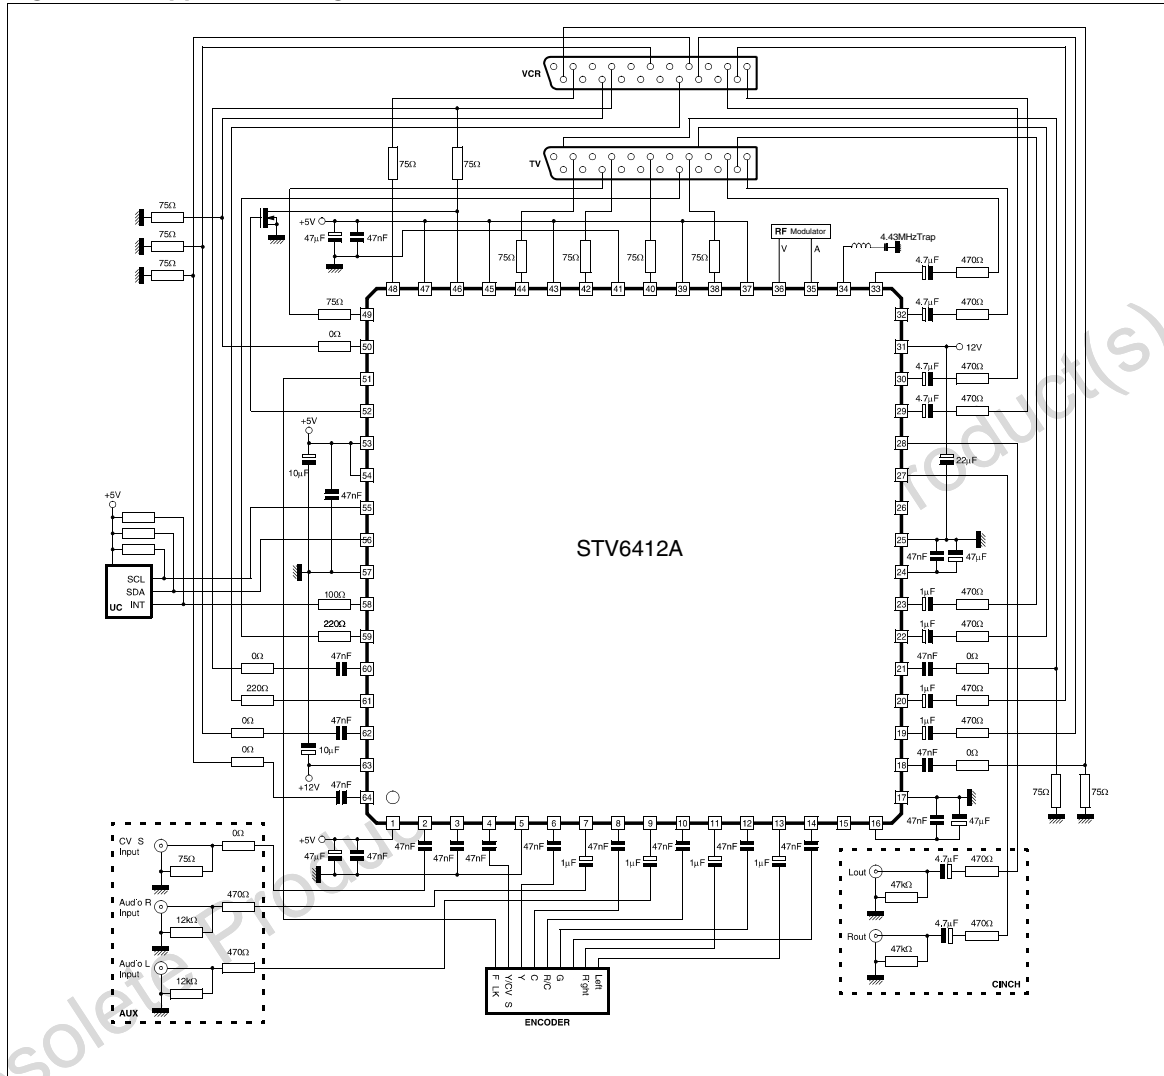 VCR
TV
75Ω
75Ω
75Ω
75Ω
75Ω
+5V
47µF
47nF
75Ω
75Ω
75Ω
75Ω
RF Modulator
V
A
4.43MHzTrap
4.7µF
470Ω
48 47 46 45 44 43 42 41 40 39 38 37 36 35 34 33
75Ω
49
32
4.7µF
470Ω
0Ω
50
31
12V
51
30
4.7µF
470Ω
52
29
4.7µF
470Ω
+5V
53
28
10µF
54
27
22µF
47nF
+5V
55
26
STV6412A
56
25
47nF
47µF
57
24
SCL
SDA
INT
UC
100Ω
58
23
1µF
470Ω
220Ω
59
22
1µF
470Ω
0Ω
47nF
60
21
47nF
0Ω
220Ω
61
20
1µF
470Ω
0Ω
47nF
62
19
1µF
470Ω
0Ω
10µF
63
18
47nF
0Ω
+12V
47nF
64
17
75Ω
75Ω
1 2 3 4 5 6 7 8 9 10 11 12 13 14 15 16
+5V
47µF
47nF
47nF
47nF
47nF
47nF
1µF
47nF
1µF
47nF
1µF
47nF
1µF
47nF
47nF
47µF
CV S
Input
0Ω
75Ω
Audio R
Input
470Ω
12kΩ
Audio L
Input
470Ω
12kΩ
AUX
F LK
Y/CV S
Y
C
R/C
G
R ght
Left
ENCODER
Lout
4.7µF
470Ω
47kΩ
Rout
4.7µF
470Ω
47kΩ
CINCH
solete Produc
roduct(s)